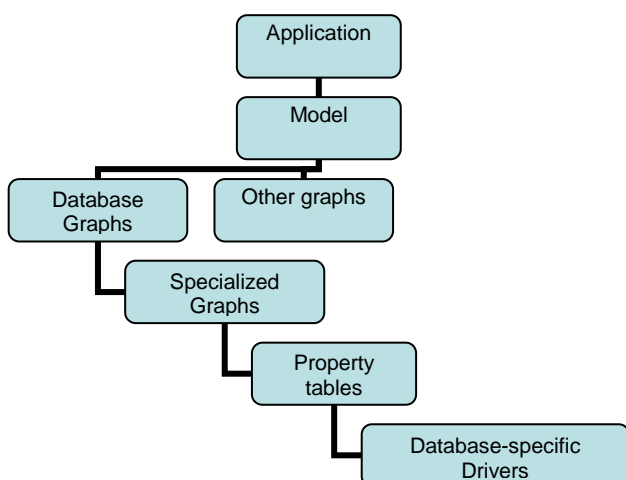 Application
Model
Database
Graphs
Other graphs
Specialized
Graphs
Property
tables
Database-specific
Drivers